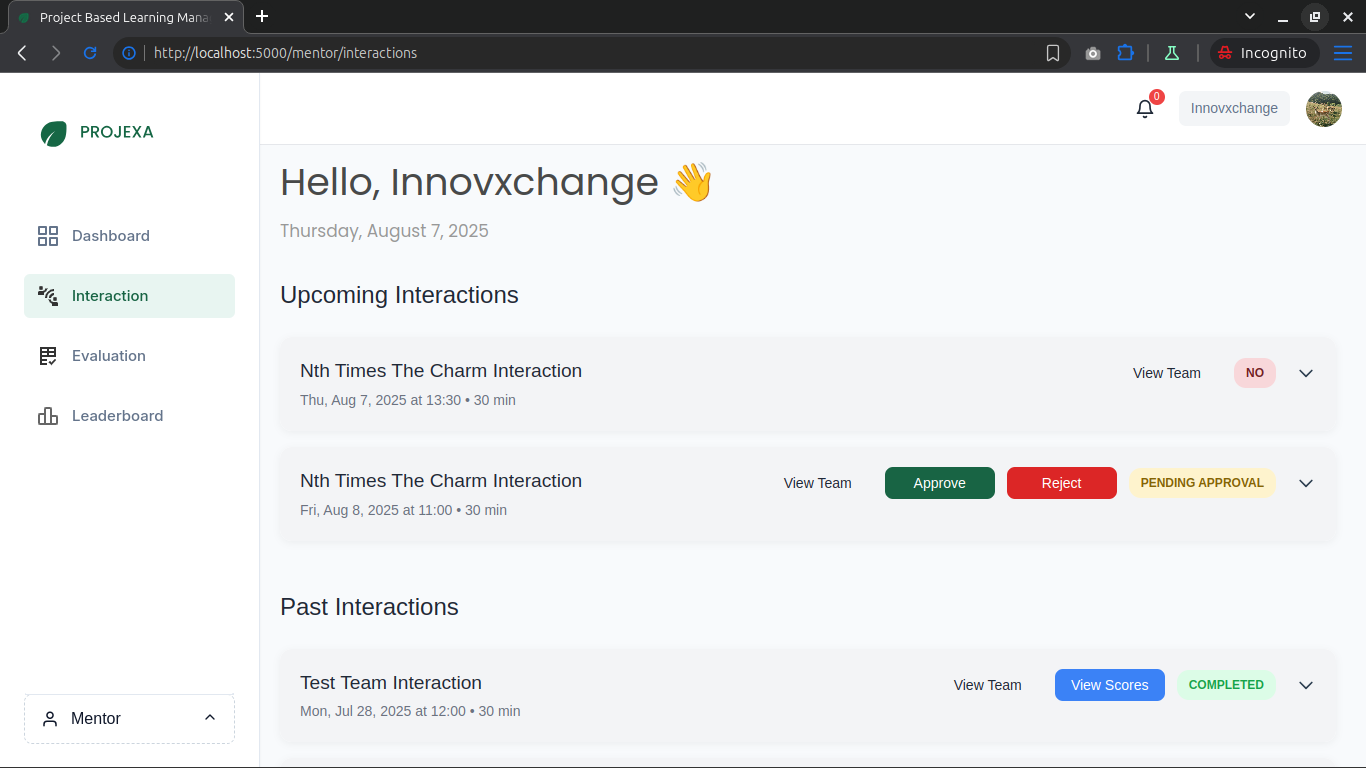 Project Based Learning Mana
http://localhost:5000/mentor/interactions
Incognito
PROJEXA
0
Innovxchange
Dashboard
Interaction
Evaluation
Leaderboard
Mentor
Hello, Innovxchange 👋
Thursday, August 7, 2025
Upcoming Interactions
Nth Times The Charm Interaction
View Team
NO
Thu, Aug 7, 2025 at 13:30 • 30 min
Nth Times The Charm Interaction
View Team
Approve
Reject
PENDING APPROVAL
Fri, Aug 8, 2025 at 11:00 • 30 min
Past Interactions
Test Team Interaction
View Team
View Scores
COMPLETED
Mon, Jul 28, 2025 at 12:00 • 30 min